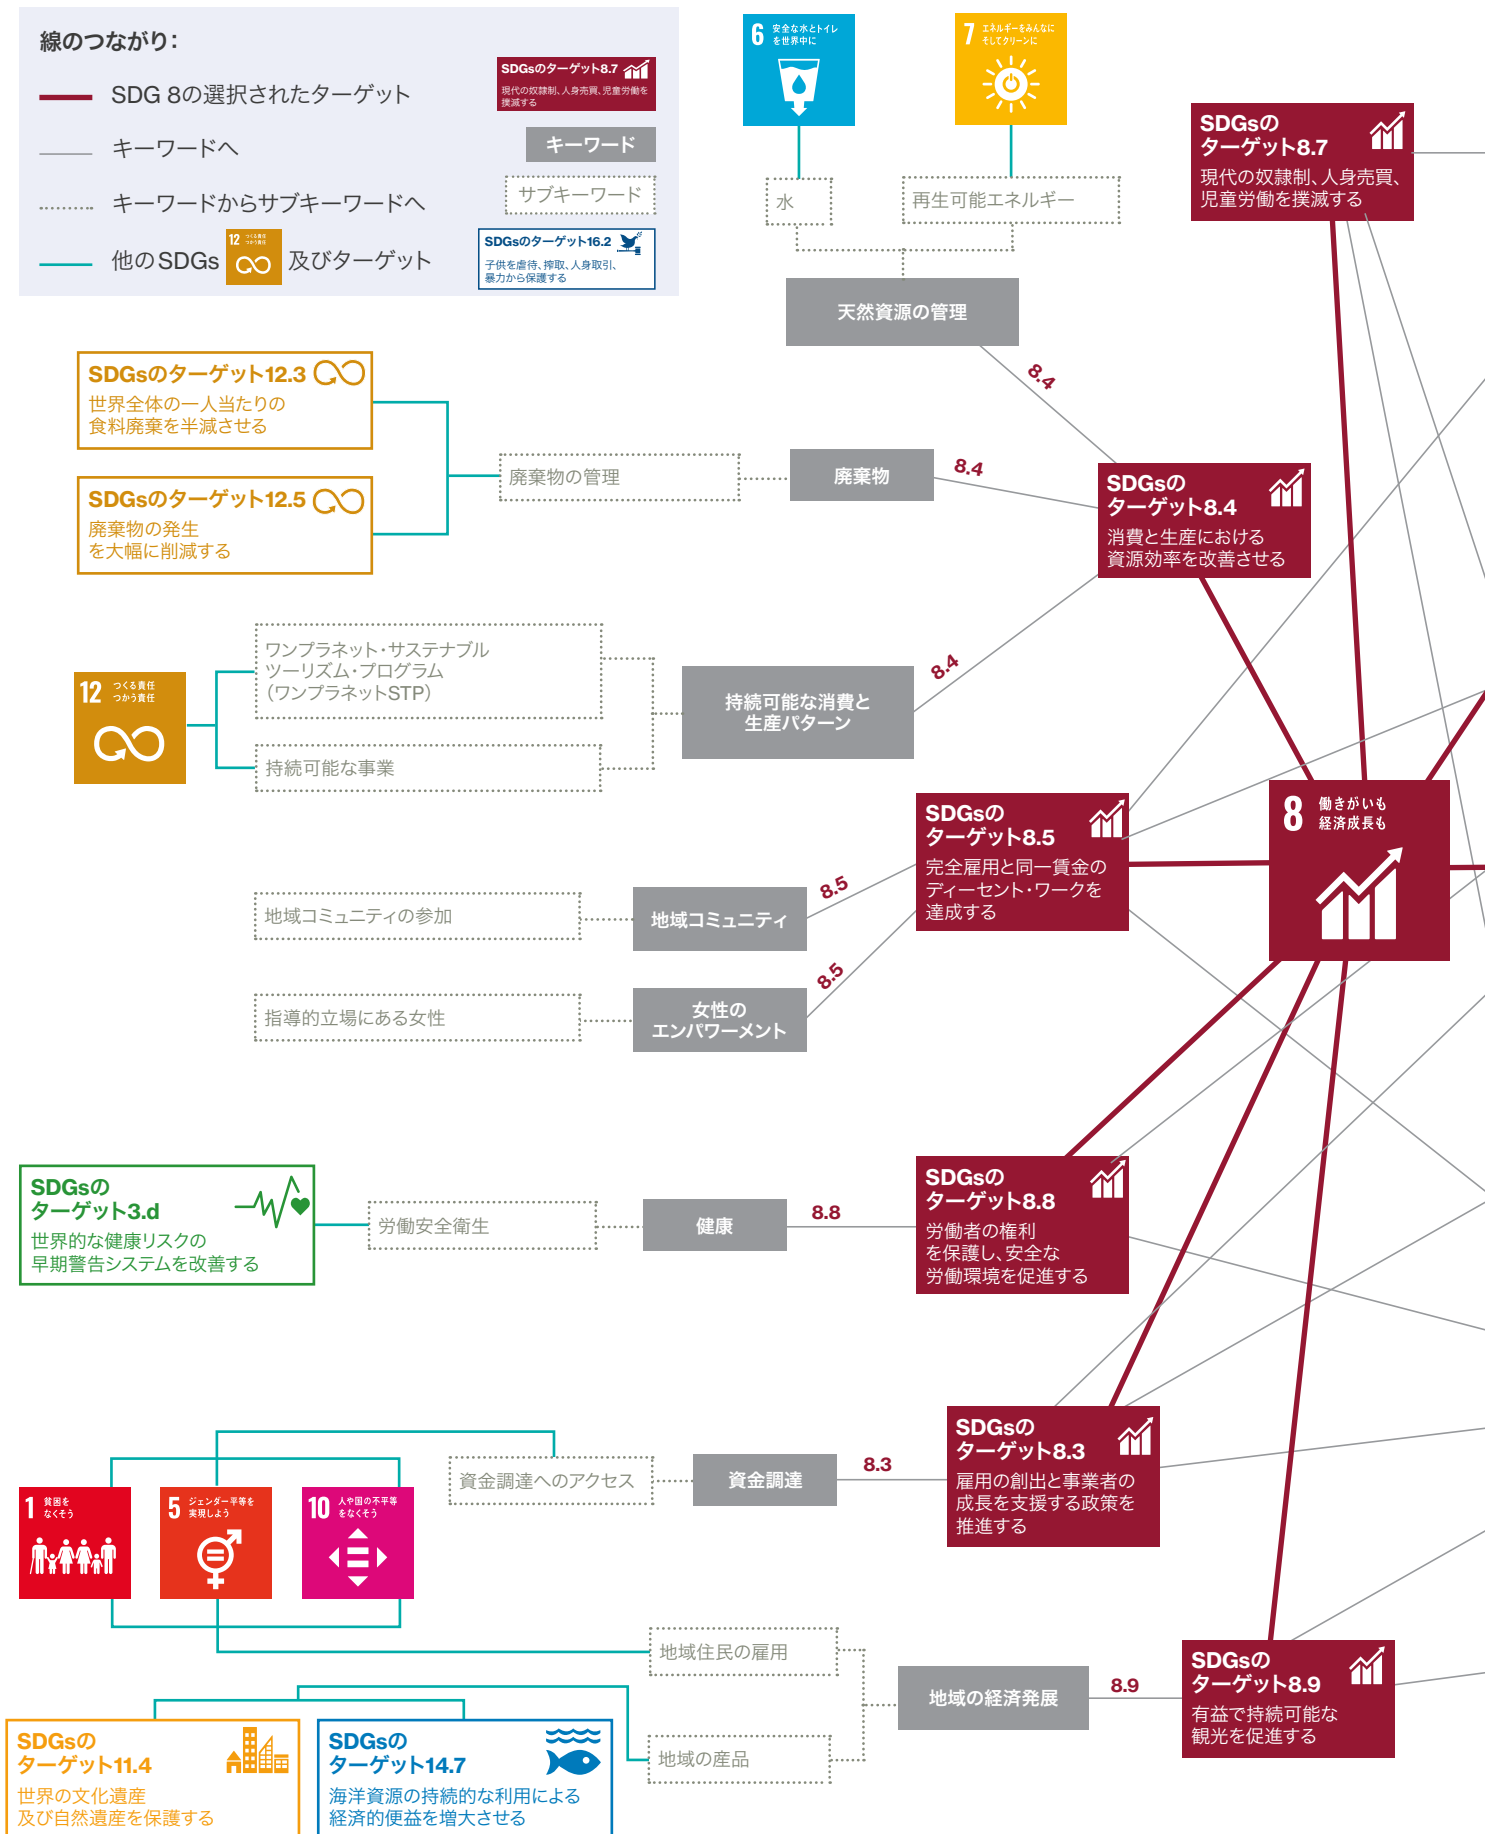 線のつながり：
SDG 8の選択されたターゲット
SDGsのターゲット8.7
現代の奴隷制、人身売買、児童労働を
撲滅する
キーワードへ
キーワード
キーワードからサブキーワードへ
サブキーワード
他のSDGs
12 つくる責任
つかう責任
及びターゲット
SDGsのターゲット16.2
子供を虐待、搾取、人身取引、
暴力から保護する
6 安全な水とトイレ
を世界中に
7 エネルギーをみんなに
そしてクリーンに
水
再生可能エネルギー
天然資源の管理
SDGsの
ターゲット8.7
現代の奴隷制、人身売買、
児童労働を撲滅する
8.4
SDGsのターゲット12.3
世界全体の一人当たりの
食料廃棄を半減させる
SDGsのターゲット12.5
廃棄物の発生
を大幅に削減する
廃棄物の管理
廃棄物
8.4
SDGsの
ターゲット8.4
消費と生産における
資源効率を改善させる
12 つくる責任
つかう責任
ワンプラネット・サステナブル
ツーリズム・プログラム
（ワンプラネットSTP）
持続可能な事業
持続可能な消費と
生産パターン
8.4
SDGsの
ターゲット8.5
完全雇用と同一賃金の
ディーセント・ワークを
達成する
8 働きがいも
経済成長も
地域コミュニティの参加
地域コミュニティ
8.5
指導的立場にある女性
女性の
エンパワーメント
8.5
SDGsの
ターゲット3.d
世界的な健康リスクの
早期警告システムを改善する
労働安全衛生
健康
8.8
SDGsの
ターゲット8.8
労働者の権利
を保護し、安全な
労働環境を促進する
1 貧困を
なくそう
5 ジェンダー平等を
実現しよう
10 人や国の不平等
をなくそう
資金調達へのアクセス
資金調達
8.3
SDGsの
ターゲット8.3
雇用の創出と事業者の
成長を支援する政策を
推進する
地域住民の雇用
地域の産品
地域の経済発展
8.9
SDGsの
ターゲット8.9
有益で持続可能な
観光を促進する
SDGsの
ターゲット11.4
世界の文化遺産
及び自然遺産を保護する
SDGsの
ターゲット14.7
海洋資源の持続的な利用による
経済的便益を増大させる